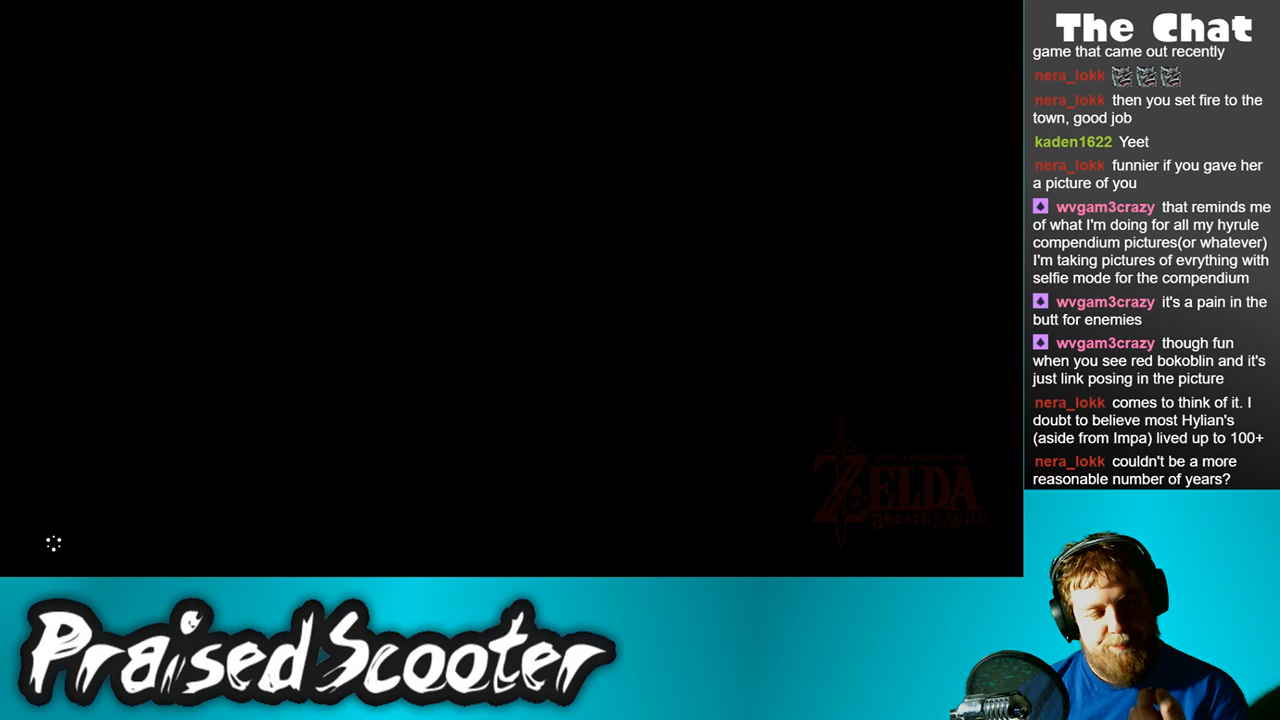 The Chat
game that came out recently
nera_lokk
nera_lokk then you set fire to the
town, good job
kaden1622 Yeet
nera_lokk funnier if you gave her
a picture of you
wvgam3crazy that reminds me
of what I'm doing for all my hyrule
compendium pictures(or whatever)
I'm taking pictures of evrything with
selfie mode for the compendium
wvgam3crazy it's a pain in the
butt for enemies
wvgam3crazy though fun
when you see red bokoblin and it's
just link posing in the picture
nera_lokk comes to think of it. I
doubt to believe most Hylian's
(aside from Impa) lived up to 100+
nera_lokk couldn't be a more
reasonable number of years?
THE LEGEND OF
ZELDA
BREATH OF THE WILD
PraisedScooter